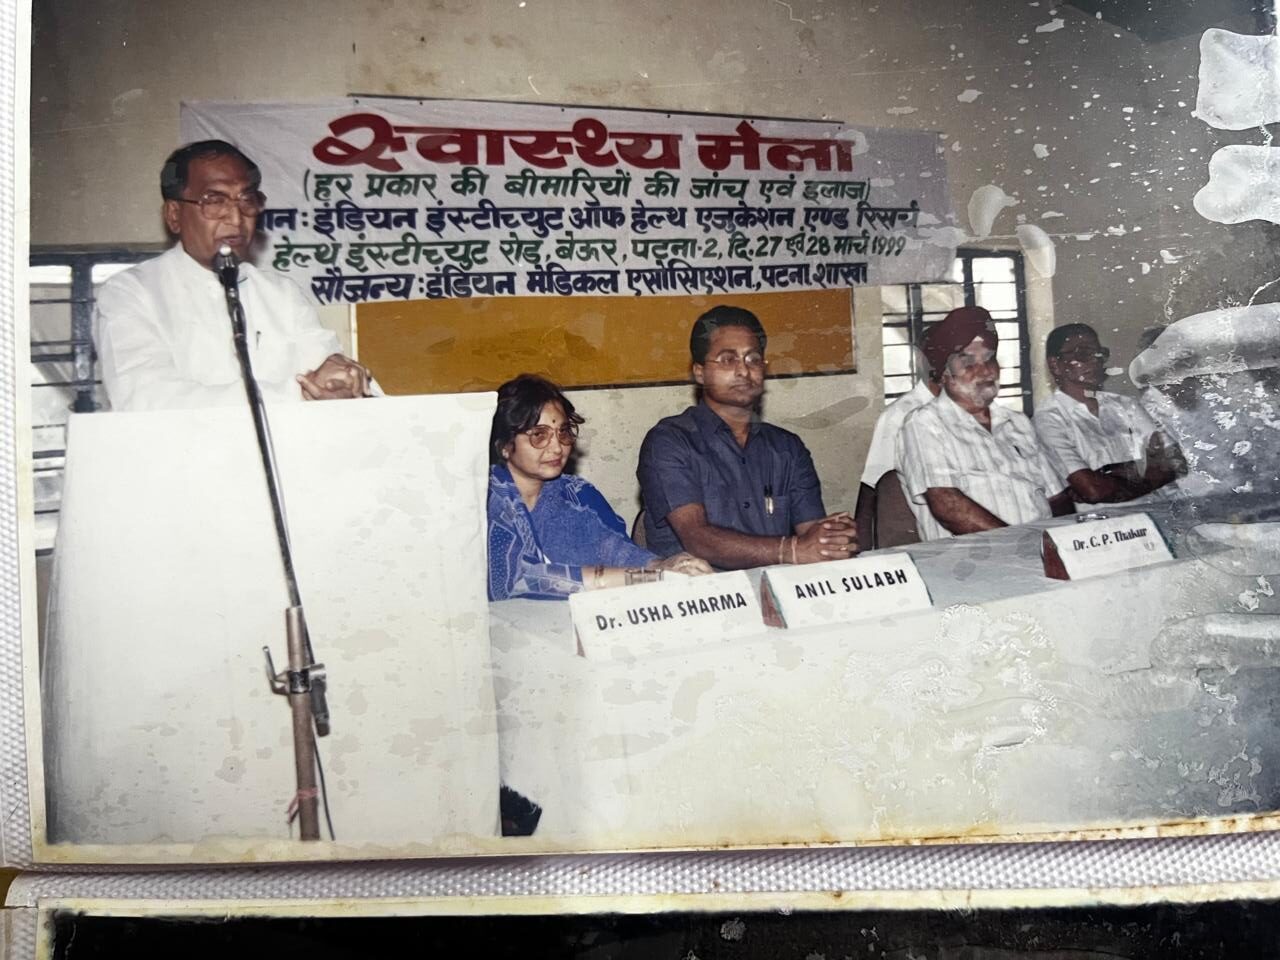 स्वास्थ्य मेला
(हर प्रकार की बीमारियों की जांच एवं इलाज)
इंडियन इंस्टीच्युट ऑफ हेल्थ एजुकेशन एण्ड रिसर्च
हेल्थ इंस्टीच्युट रोड, बेऊर, पटना-2, दि. 27 एवं 28 मार्च 1999
सौजन्य : इंडियन मेडिकल एसोसिएशन, पटना शाखा
Dr. USHA SHARMA
ANIL SULABH
Dr. C. P. Thakur